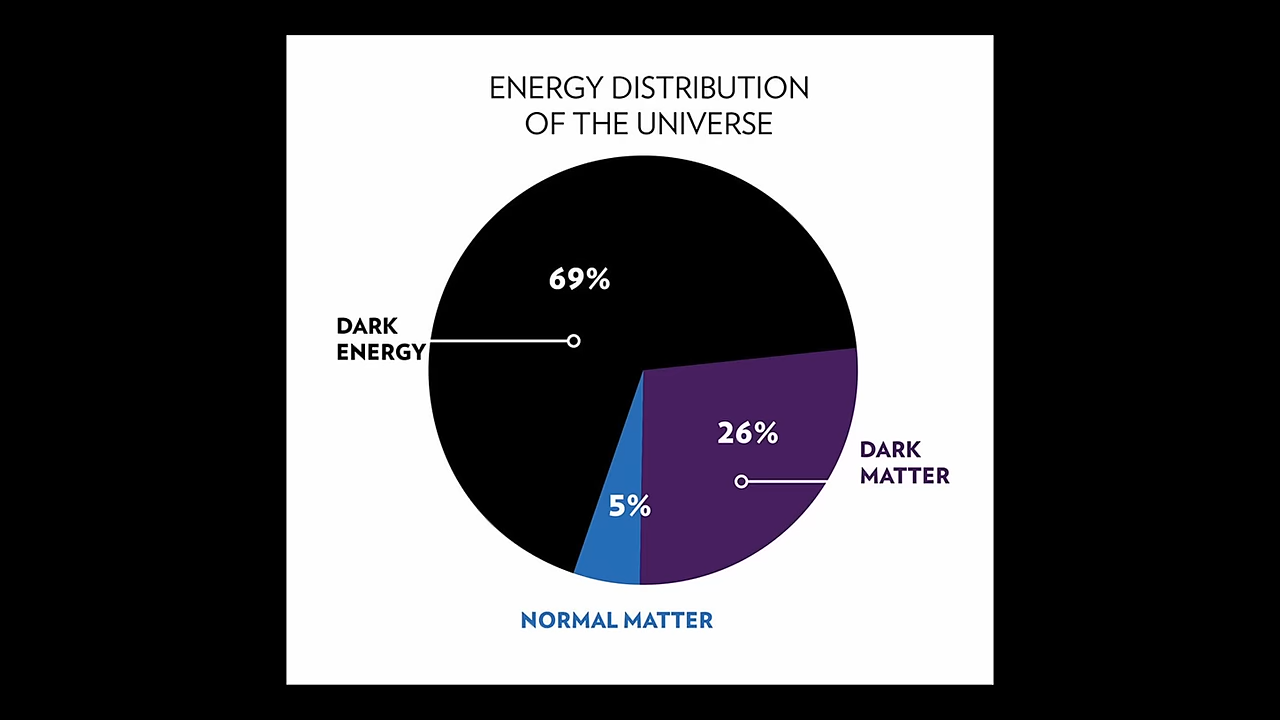 ENERGY DISTRIBUTION
OF THE UNIVERSE
69%
DARK
ENERGY
26%
DARK
MATTER
5%
NORMAL MATTER